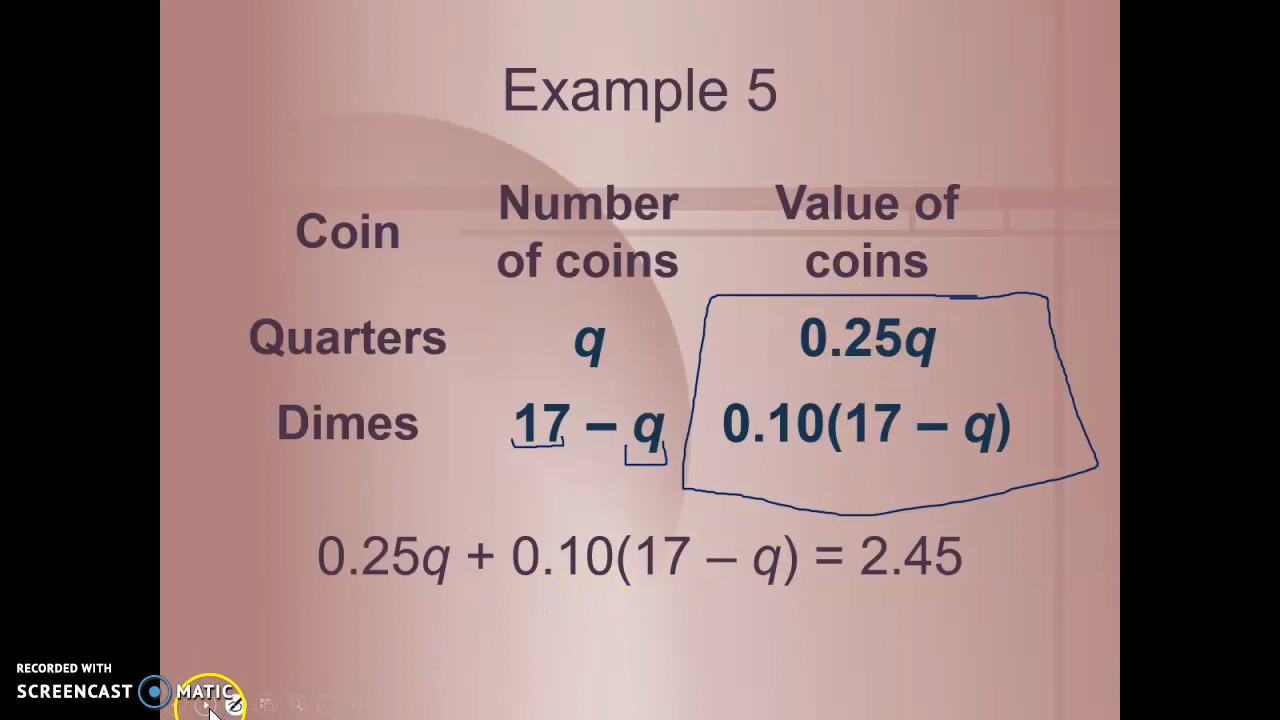 Example 5
Coin
Number
of coins
Value of
coins
Quarters q 0.25q
Dimes 17 – q 0.10(17 – q)
0.25q + 0.10(17 – q) = 2.45
RECORDED WITH
SCREENCAST MATIC